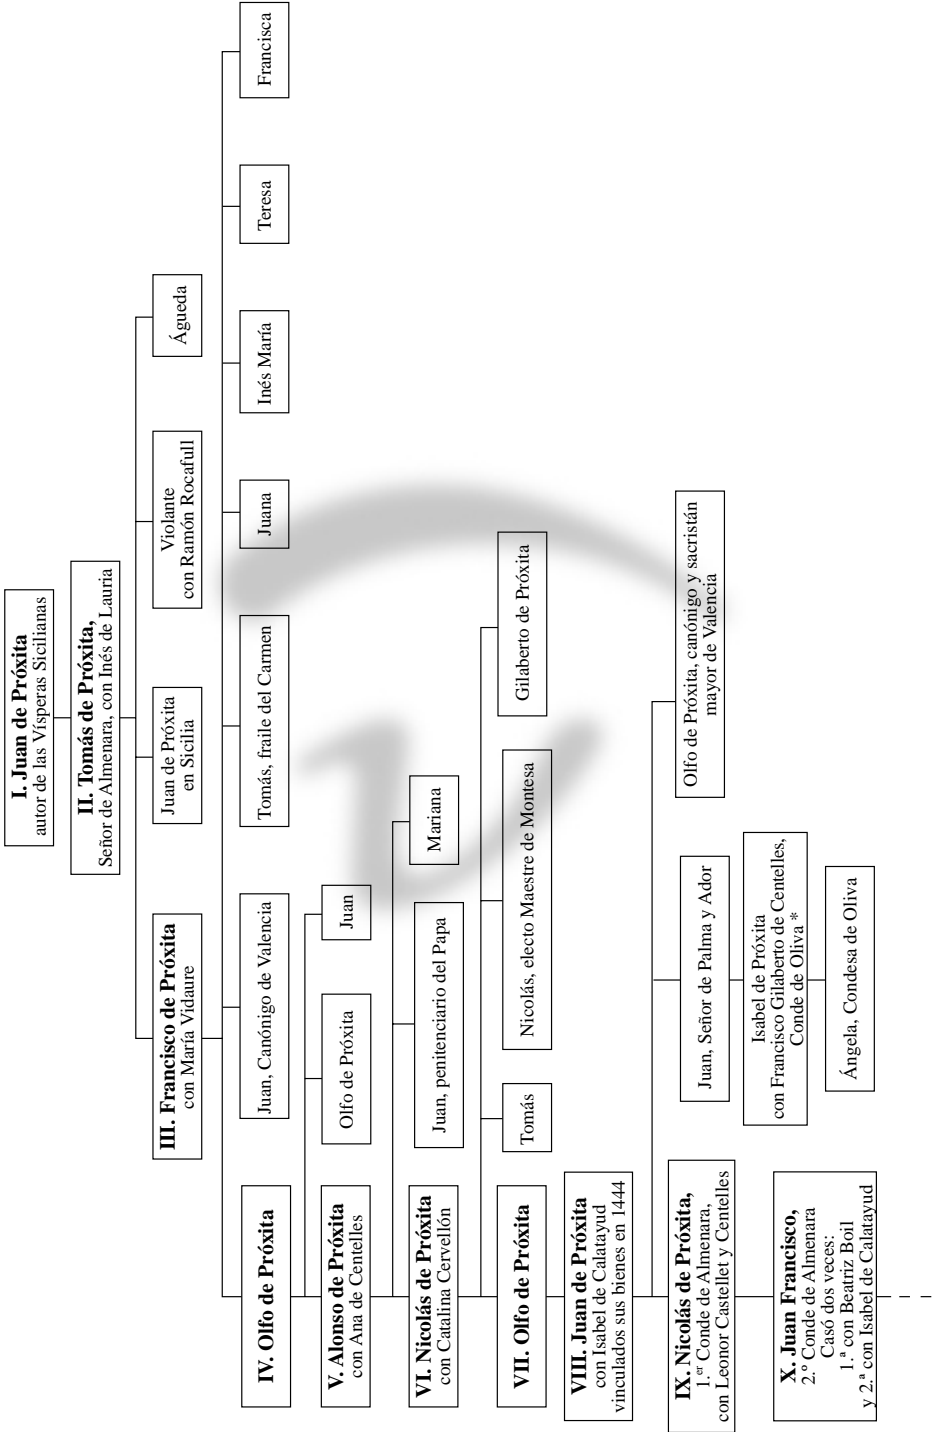 I. Juan de Próxita
autor de las Vísperas Sicilianas
II. Tomás de Próxita,
Señor de Almenara, con Inés de Lauria
III. Francisco de Próxita
con María Vidaure
Juan de Próxita
en Sicilia
Violante
con Ramón Rocafull
Águeda
IV. Olfo de Próxita
Juan, Canónigo de Valencia
Tomás, fraile del Carmen
Juana
Inés María
Teresa
Francisca
V. Alonso de Próxita
con Ana de Centelles
Olfo de Próxita
Juan
VI. Nicolás de Próxita
con Catalina Cervellón
Juan, penitenciario del Papa
Mariana
VII. Olfo de Próxita
Tomás
Nicolás, electo Maestre de Montesa
Gilaberto de Próxita
VIII. Juan de Próxita
con Isabel de Calatayud
vinculados sus bienes en 1444
IX. Nicolás de Próxita,
1.er Conde de Almenara,
con Leonor Castellet y Centelles
Juan, Señor de Palma y Ador
Olfo de Próxita, canónigo y sacristán
mayor de Valencia
Isabel de Próxita
con Francisco Gilaberto de Centelles,
Conde de Oliva *
X. Juan Francisco,
2.º Conde de Almenara
Casó dos veces:
1.ª con Beatriz Boil
y 2.ª con Isabel de Calatayud
Ángela, Condesa de Oliva